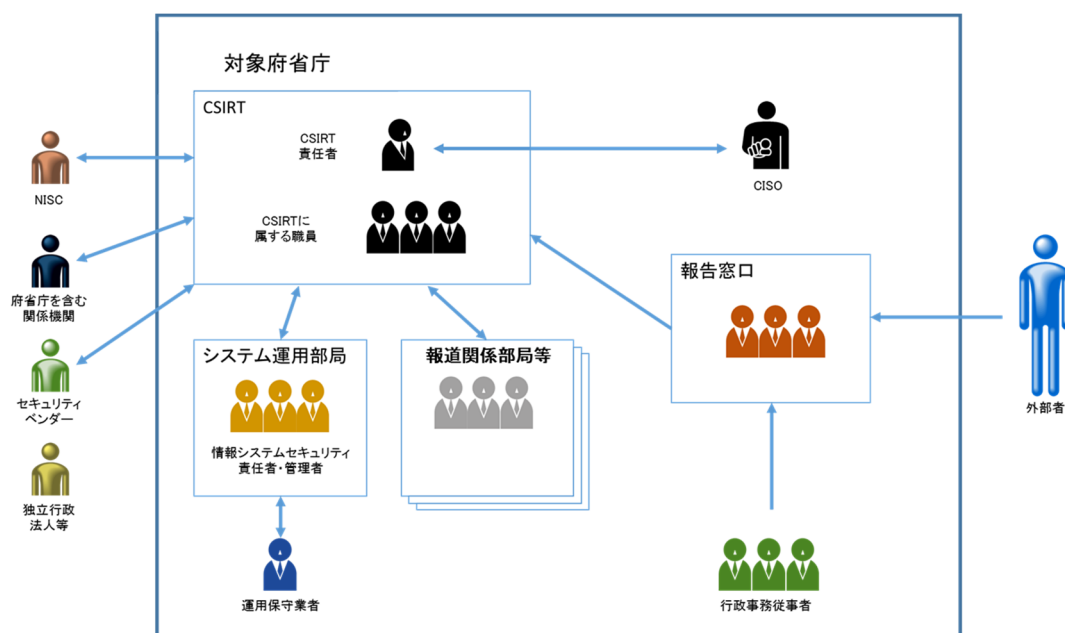 対象府省庁
CSIRT
CSIRT
責任者
CSIRTに
属する職員
CISO
NISC
府省庁を含む
関係機関
セキュリティ
ベンダー
独立行政
法人等
システム運用部局
情報システムセキュリティ
責任者・管理者
報道関係部局等
報告窓口
外部者
運用保守業者
行政事務従事者